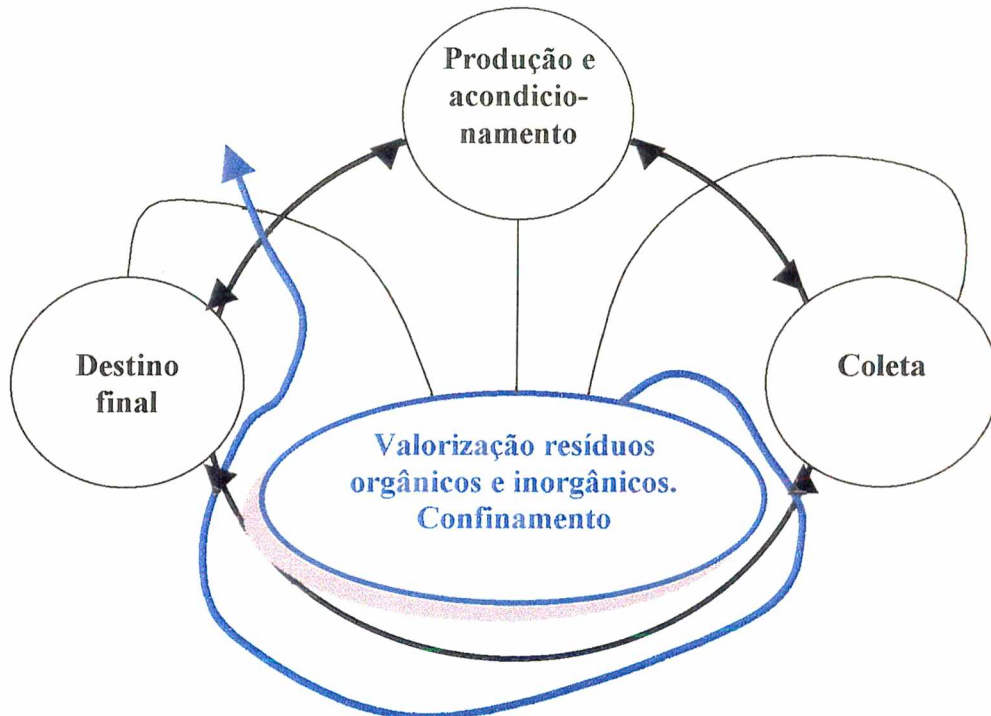 Produção e
acondicio-
namento
Destino
final
Coleta
Valorização resíduos
orgânicos e inorgânicos.
Confinamento